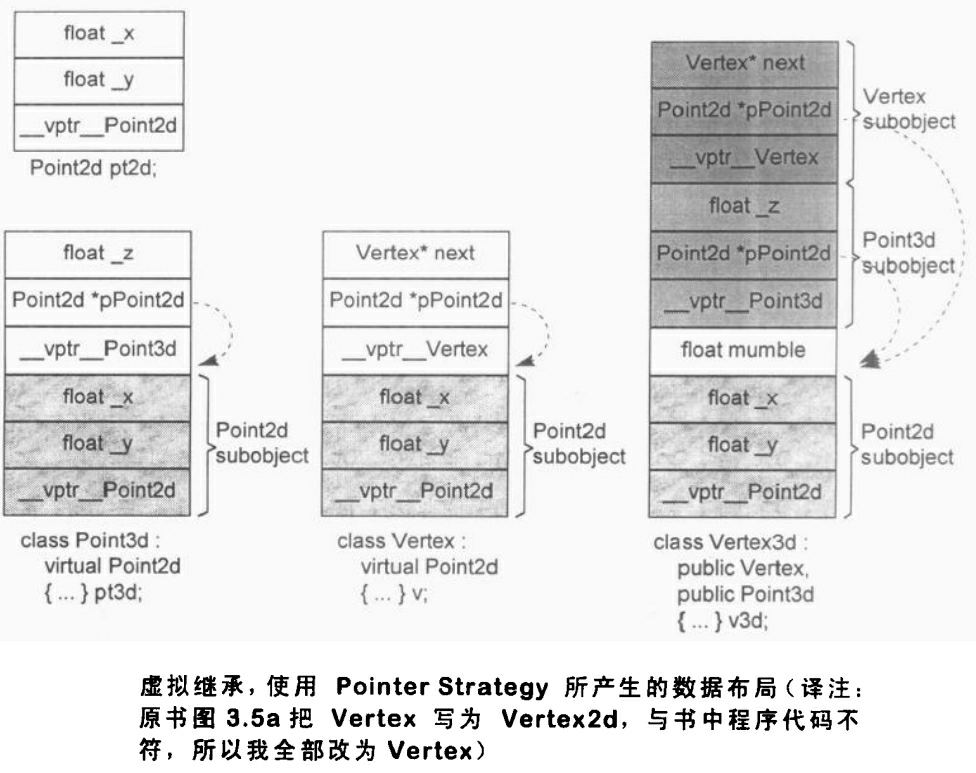 float _x
float _y
__vptr__Point2d
Point2d pt2d;
float _z
Point2d *pPoint2d
__vptr__Point3d
float _x
float _y
__vptr__Point2d
Point2d
subobject
class Point3d :
virtual Point2d
{ ... } pt3d;
Vertex* next
Point2d *pPoint2d
__vptr__Vertex
float _x
float _y
__vptr__Point2d
Point2d
subobject
class Vertex :
virtual Point2d
{ ... } v;
Vertex* next
Point2d *pPoint2d
__vptr__Vertex
Vertex
subobject
float _z
Point2d *pPoint2d
__vptr__Point3d
Point3d
subobject
float mumble
float _x
float _y
__vptr__Point2d
Point2d
subobject
class Vertex3d :
public Vertex,
public Point3d
{ ... } v3d;
虚拟继承，使用 Pointer Strategy 所产生的数据布局（译注：
原书图 3.5a 把 Vertex 写为 Vertex2d，与书中程序代码不
符，所以我全部改为 Vertex）